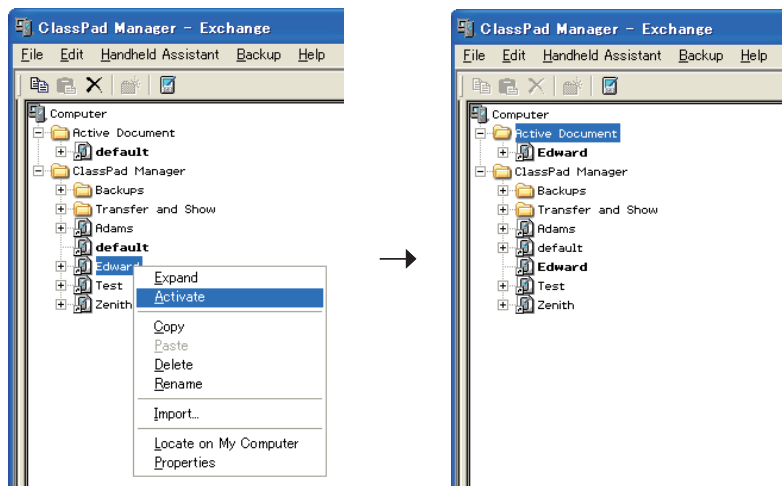 ClassPad Manager - Exchange
File Edit Handheld Assistant Backup Help
Computer
Active Document
default
ClassPad Manager
Backups
Transfer and Show
Adams
default
Edward
Test
Zenith
Expand
Activate
Copy
Paste
Delete
Rename
Import...
Locate on My Computer
Properties
ClassPad Manager - Exchange
File Edit Handheld Assistant Backup Help
Computer
Active Document
Edward
ClassPad Manager
Backups
Transfer and Show
Adams
default
Edward
Test
Zenith